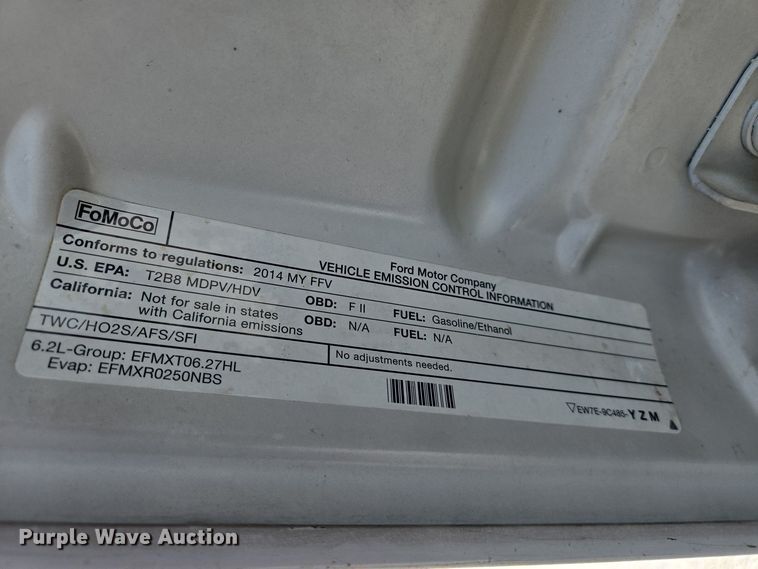 FoMoCo
Ford Motor Company
VEHICLE EMISSION CONTROL INFORMATION
Conforms to regulations: 2014 MY FFV
U.S. EPA: T2B8 MDPV/HDV OBD: F II FUEL: Gasoline/Ethanol
California: Not for sale in states with California emissions OBD: N/A FUEL: N/A
TWC/HO2S/AFS/SFI
No adjustments needed.
6.2L-Group: EFMXT06.27HL
Evap: EFMXR0250NBS
EW7E-9C485-YZM
Purple Wave Auction